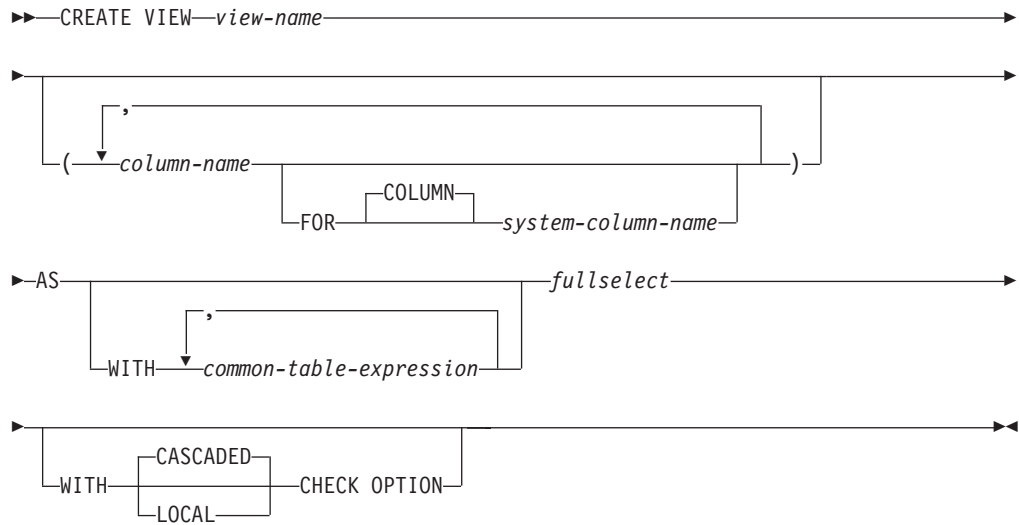 CREATE VIEW view-name
,
( column-name )
COLUMN
FOR system-column-name
AS fullselect
,
WITH common-table-expression
CASCADED
WITH CHECK OPTION
LOCAL